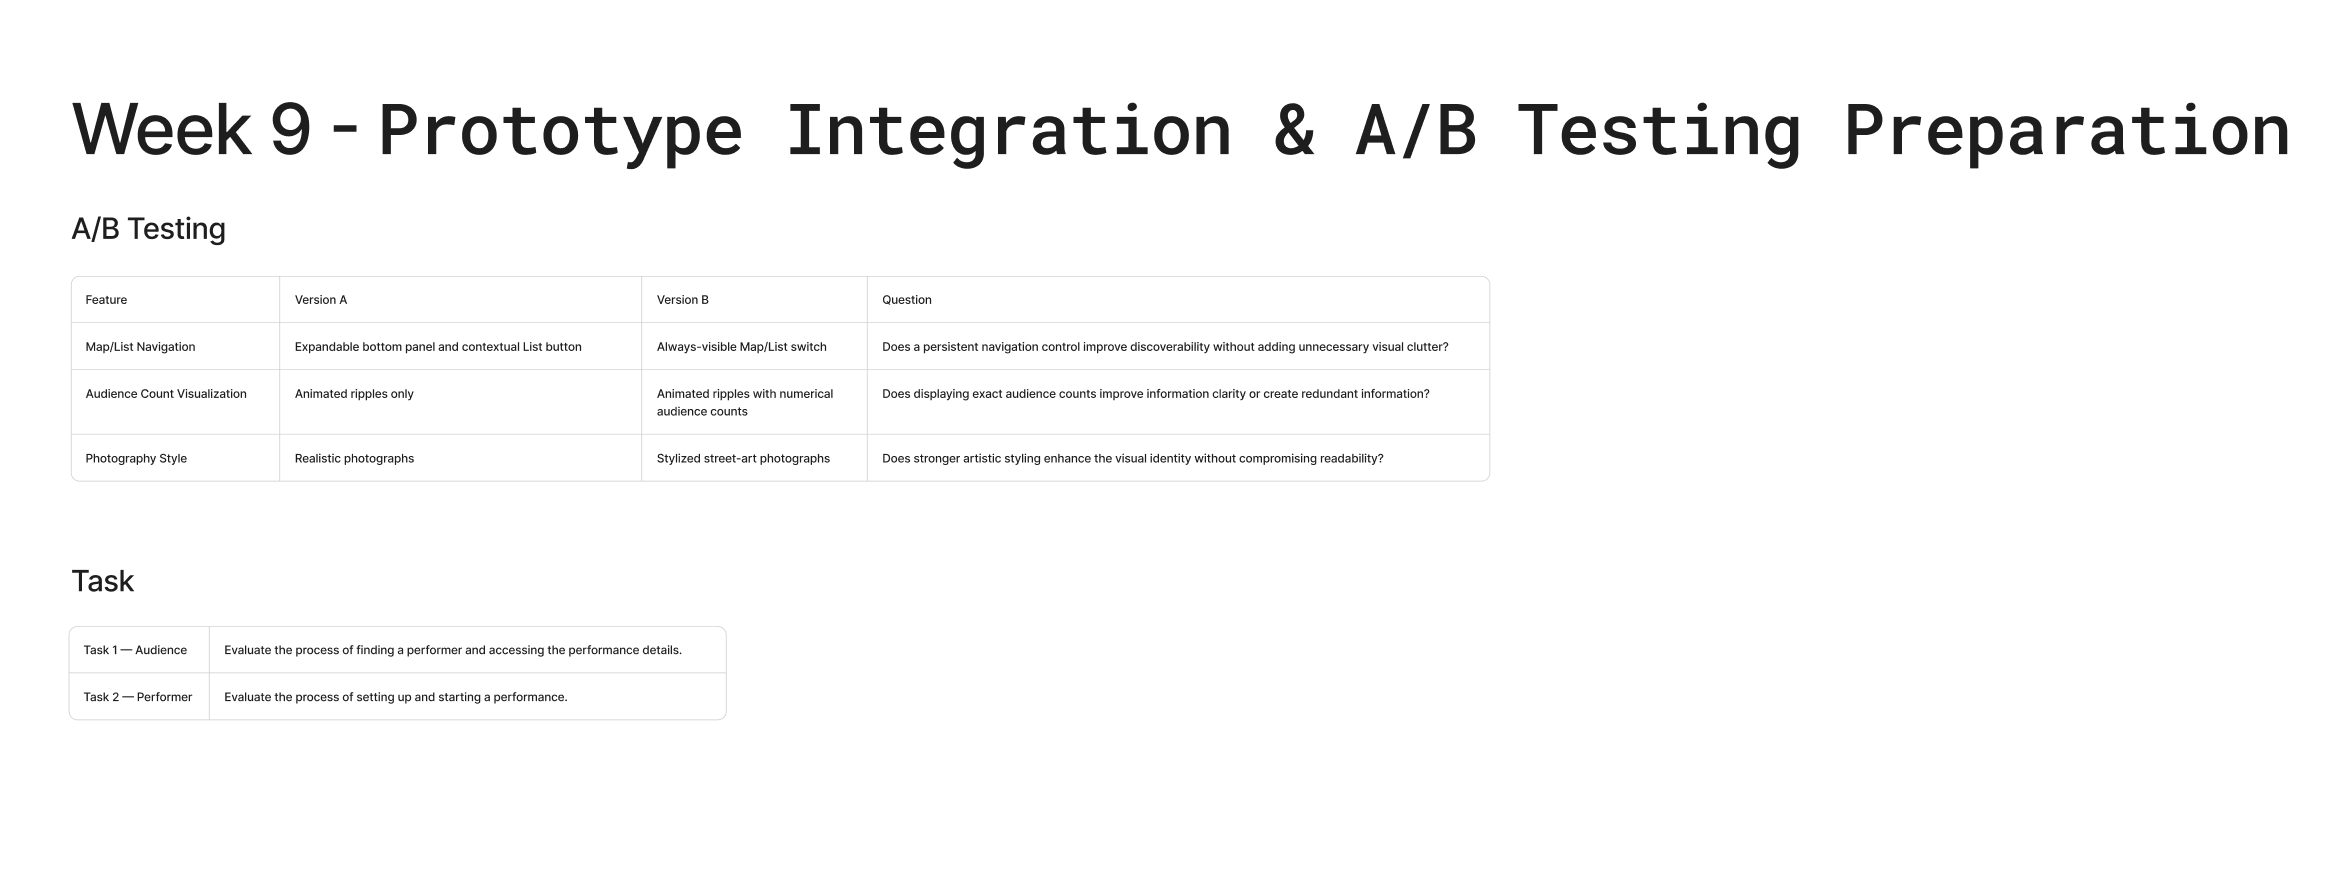 Week 9 - Prototype Integration & A/B Testing Preparation
A/B Testing
Feature
Version A
Version B
Question
Map/List Navigation
Expandable bottom panel and contextual List button
Always-visible Map/List switch
Does a persistent navigation control improve discoverability without adding unnecessary visual clutter?
Audience Count Visualization
Animated ripples only
Animated ripples with numerical
audience counts
Does displaying exact audience counts improve information clarity or create redundant information?
Photography Style
Realistic photographs
Stylized street-art photographs
Does stronger artistic styling enhance the visual identity without compromising readability?
Task
Task 1 — Audience
Evaluate the process of finding a performer and accessing the performance details.
Task 2 — Performer
Evaluate the process of setting up and starting a performance.